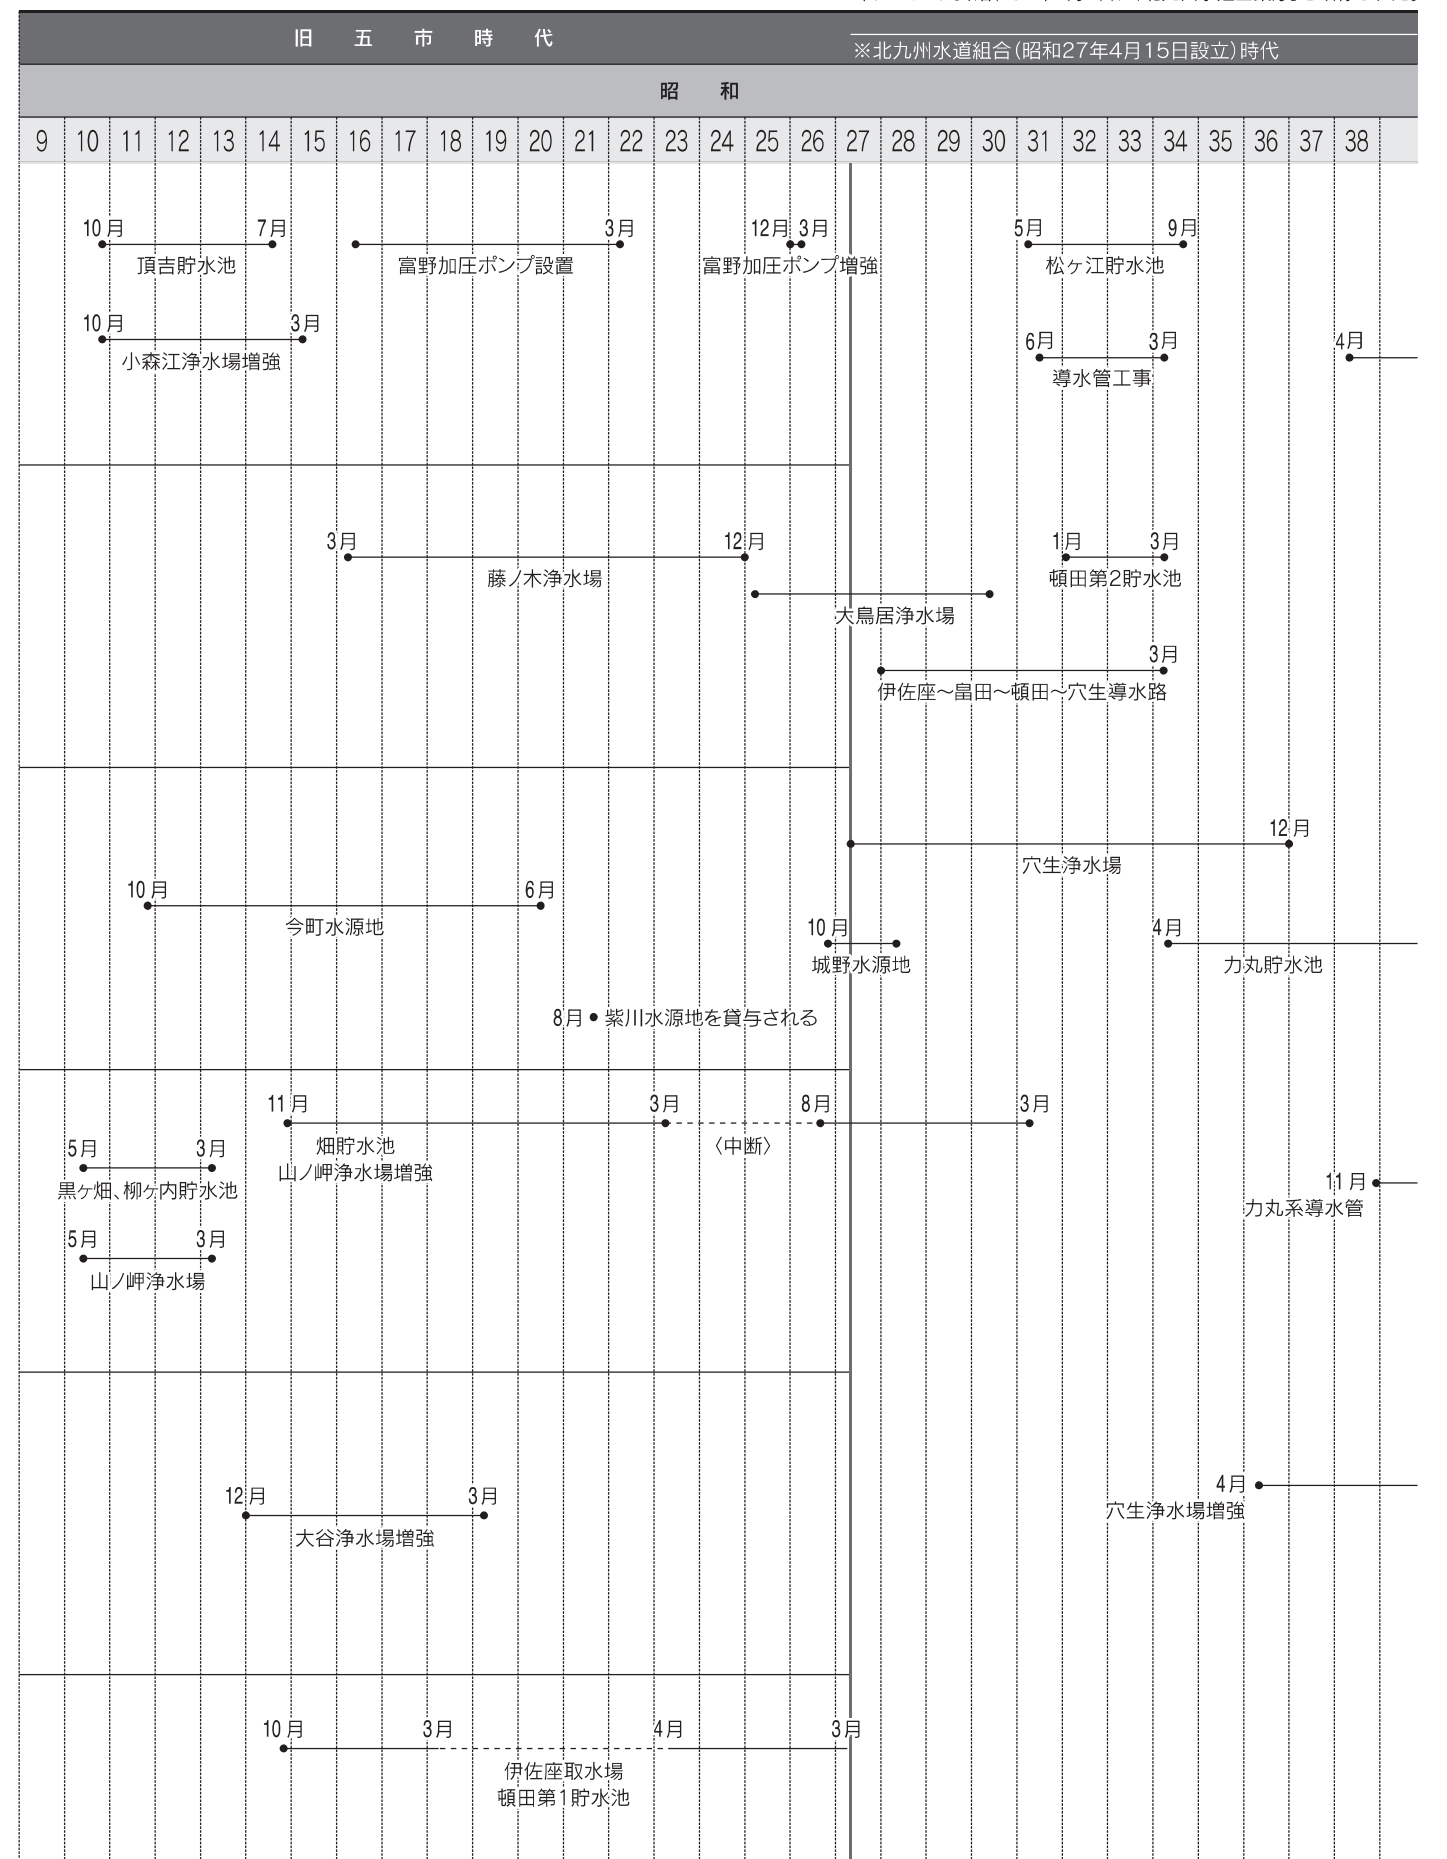 旧五市時代
※北九州水道組合(昭和27年4月15日設立)時代
昭和
9 10 11 12 13 14 15 16 17 18 19 20 21 22 23 24 25 26 27 28 29 30 31 32 33 34 35 36 37 38
10月 7月 3月 12月 3月 5月 9月
頂吉貯水池 富野加圧ポンプ設置 富野加圧ポンプ増強 松ヶ江貯水池
10月 3月
小森江浄水場増強
6月 3月 4月
導水管工事
3月 12月 1月 3月
藤ノ木浄水場 頓田第2貯水池
大鳥居浄水場
3月
伊佐座〜畠田〜頓田〜穴生導水路
12月
穴生浄水場
10月 6月
今町水源地
10月 4月
城野水源地 力丸貯水池
8月 紫川水源地を貸与される
11月 3月 8月 3月
畑貯水池 〈中断〉
山ノ岬浄水場増強
5月 3月
黒ヶ畑、柳ヶ内貯水池
11月
力丸系導水管
5月 3月
山ノ岬浄水場
4月
穴生浄水場増強
12月 3月
大谷浄水場増強
10月 3月 4月 3月
伊佐座取水場
頓田第1貯水池